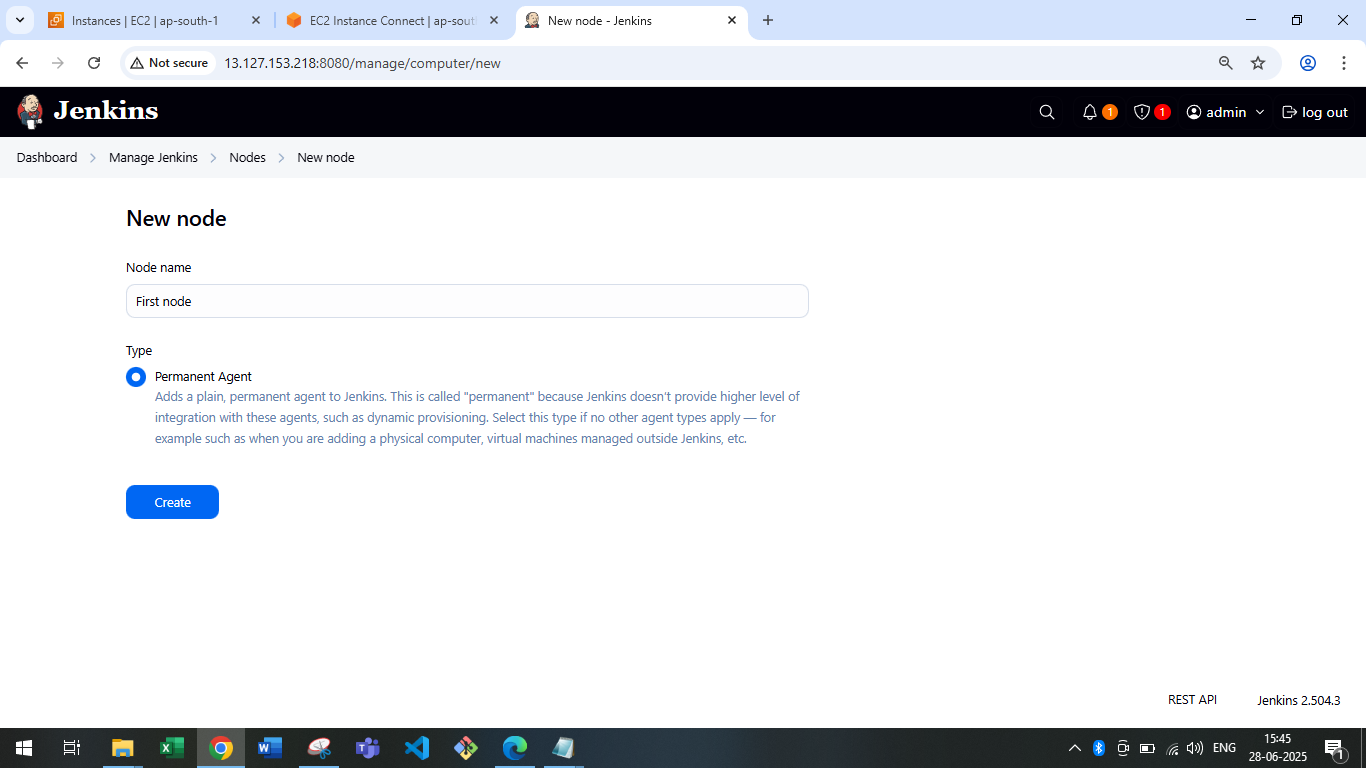 Instances | EC2 | ap-south-1
EC2 Instance Connect | ap-sout
New node - Jenkins
Not secure
13.127.153.218:8080/manage/computer/new
Jenkins
1
1
admin
log out
Dashboard
Manage Jenkins
Nodes
New node
New node
Node name
First node
Type
Permanent Agent
Adds a plain, permanent agent to Jenkins. This is called "permanent" because Jenkins doesn't provide higher level of
integration with these agents, such as dynamic provisioning. Select this type if no other agent types apply — for
example such as when you are adding a physical computer, virtual machines managed outside Jenkins, etc.
Create
REST API
Jenkins 2.504.3
ENG
15:45
28-06-2025
1